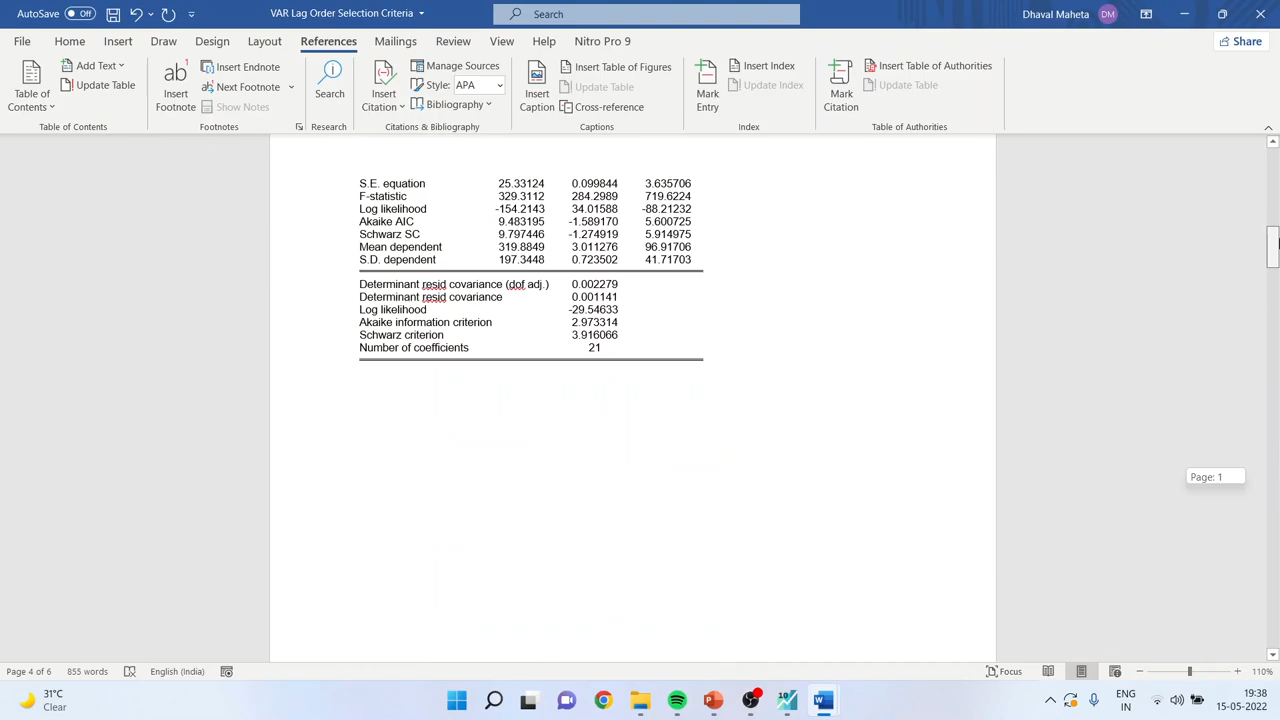 AutoSave Off VAR Lag Order Selection Criteria Search Dhaval Maheta DM
File Home Insert Draw Design Layout References Mailings Review View Help Nitro Pro 9 Share
Table of Contents
Add Text
Update Table
Table of Contents
ab
Insert Footnote
Insert Endnote
Next Footnote
Show Notes
Footnotes
Search
Research
Insert Citation
Manage Sources
Style: APA
Bibliography
Citations & Bibliography
Insert Caption
Insert Table of Figures
Update Table
Cross-reference
Captions
Mark Entry
Insert Index
Update Index
Index
Mark Citation
Insert Table of Authorities
Update Table
Table of Authorities
S.E. equation 25.33124 0.099844 3.635706
F-statistic 329.3112 284.2989 719.6224
Log likelihood -154.2143 34.01588 -88.21232
Akaike AIC 9.483195 -1.589170 5.600725
Schwarz SC 9.797446 -1.274919 5.914975
Mean dependent 319.8849 3.011276 96.91706
S.D. dependent 197.3448 0.723502 41.71703
Determinant resid covariance (dof adj.) 0.002279
Determinant resid covariance 0.001141
Log likelihood -29.54633
Akaike information criterion 2.973314
Schwarz criterion 3.916066
Number of coefficients 21
Page: 1
Page 4 of 6 855 words English (India) Focus 110%
31°C
Clear
10
ENG
IN
19:38
15-05-2022